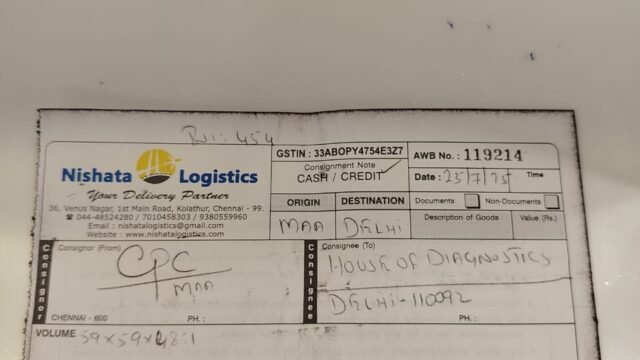 454
Nishata Logistics
Your Delivery Partner
36, Venus Nagar, 1st Main Road, Kolathur, Chennai - 99.
☎ 044-48524280 / 7010458303 / 9380559960
Email : nishatalogistics@gmail.com
Website : www.nishatalogistics.com
GSTIN : 33ABOPY4754E3Z7
Consignment Note
CASH / CREDIT
AWB No. : 119214
Date : 23/7/25 Time
ORIGIN DESTINATION
MAA DELHI
Documents Non-Documents
Description of Goods Value (Rs.)
Consignor
Consignor (From)
CPC
MAA
CHENNAI - 600 PH. :
Consignee
Consignee (To)
HOUSE OF DIAGNOSTICS
DELHI-110092
PH. :
VOLUME 59x59x48:1